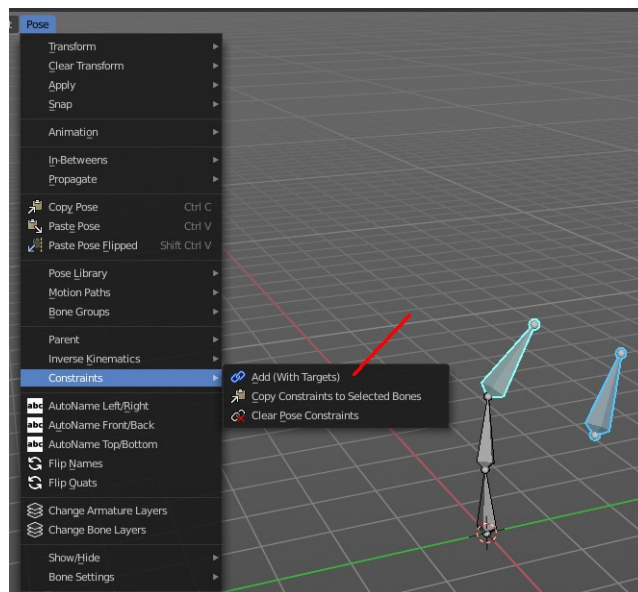 Pose
Transform
Clear Transform
Apply
Snap
Animation
In-Betweens
Propagate
Copy Pose Ctrl C
Paste Pose Ctrl V
Paste Pose Flipped Shift Ctrl V
Pose Library
Motion Paths
Bone Groups
Parent
Inverse Kinematics
Constraints
Add (With Targets)
Copy Constraints to Selected Bones
Clear Pose Constraints
abc AutoName Left/Right
abc AutoName Front/Back
abc AutoName Top/Bottom
Flip Names
Flip Quats
Change Armature Layers
Change Bone Layers
Show/Hide
Bone Settings